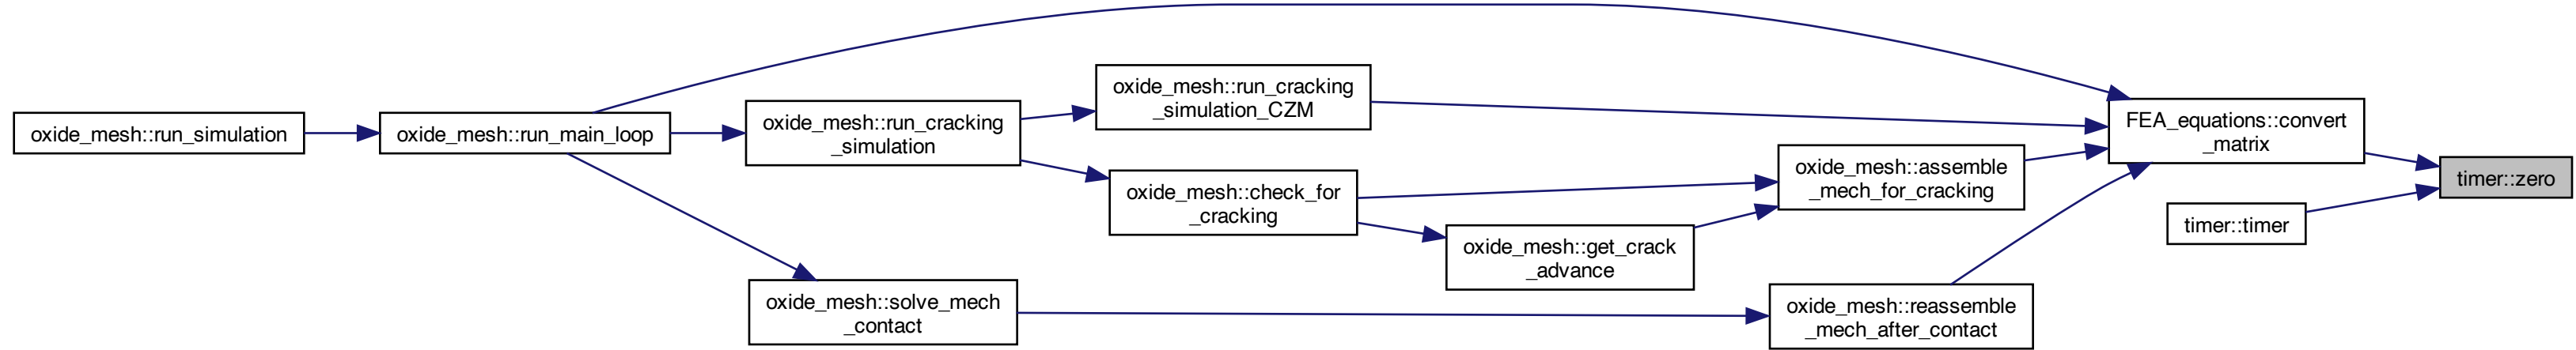 oxide_mesh::run_simulation
oxide_mesh::run_main_loop
oxide_mesh::run_cracking
_simulation
oxide_mesh::run_cracking
_simulation_CZM
oxide_mesh::check_for
_cracking
oxide_mesh::get_crack
_advance
oxide_mesh::assemble
_mech_for_cracking
oxide_mesh::solve_mech
_contact
oxide_mesh::reassemble
_mech_after_contact
FEA_equations::convert
_matrix
timer::timer
timer::zero